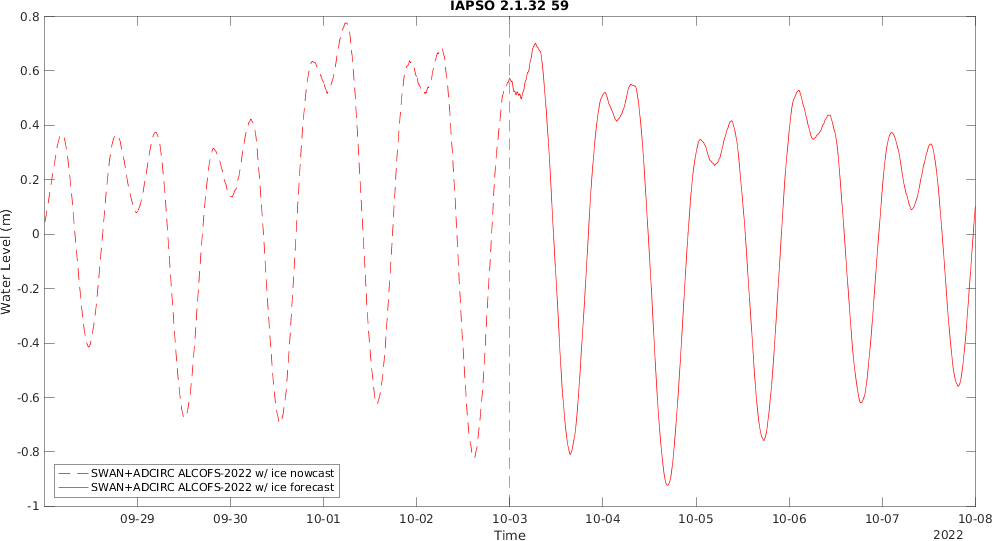 IAPSO 2.1.32 59
0.8
0.6
0.4
0.2
0
-0.2
-0.4
-0.6
-0.8
-1
Water Level (m)
SWAN+ADCIRC ALCOFS-2022 w/ ice nowcast
SWAN+ADCIRC ALCOFS-2022 w/ ice forecast
09-29 09-30 10-01 10-02 10-03 10-04 10-05 10-06 10-07 10-08
Time
2022